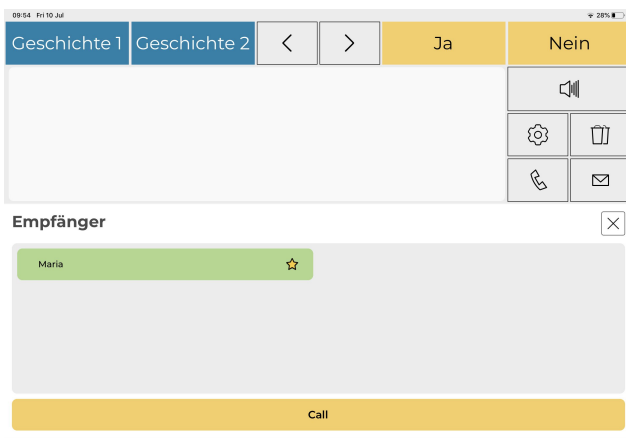 09:54 Fri 10 Jul 28%
Geschichte 1 Geschichte 2 Ja Nein
Empfänger
Maria
Call